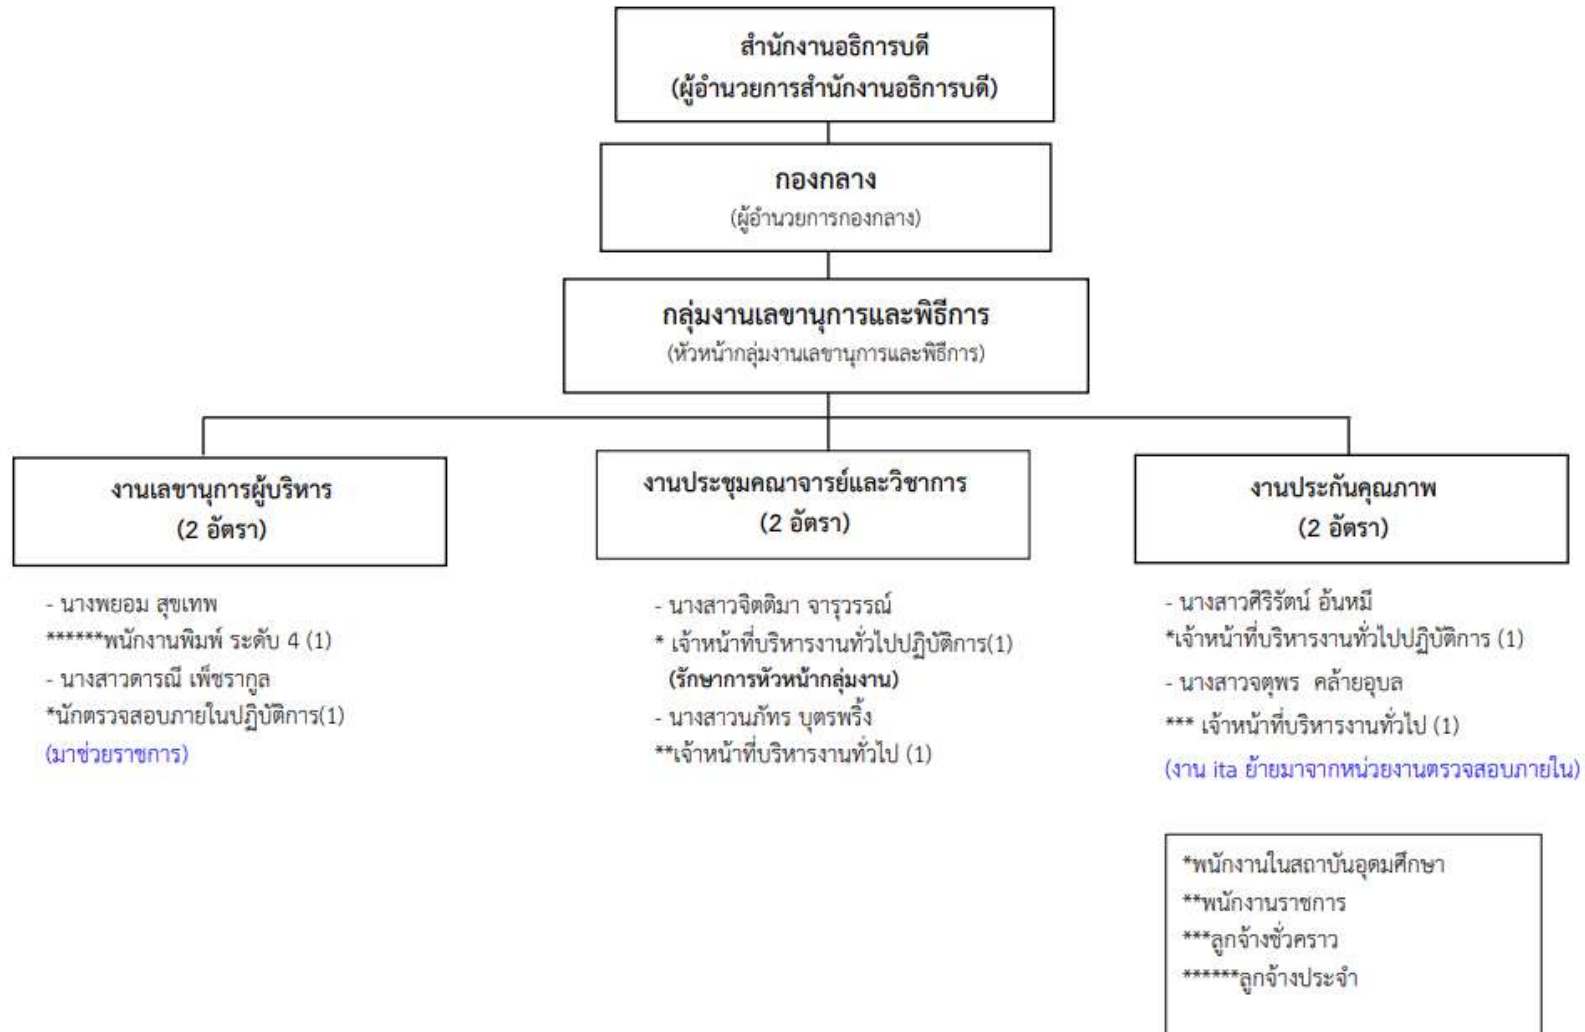 สำนักงานอธิการบดี
(ผู้อำนวยการสำนักงานอธิการบดี)
กองกลาง
(ผู้อำนวยการกองกลาง)
กลุ่มงานเลขานุการและพิธีการ
(หัวหน้ากลุ่มงานเลขานุการและพิธีการ)
งานเลขานุการผู้บริหาร
(2 อัตรา)
- นางพยอม สุขเทพ
******พนักงานพิมพ์ ระดับ 4 (1)
- นางสาวดารณี เพ็ชรากูล
*นักตรวจสอบภายในปฏิบัติการ(1)
(มาช่วยราชการ)
งานประชุมคณาจารย์และวิชาการ
(2 อัตรา)
- นางสาวจิตติมา จารุวรรณ์
* เจ้าหน้าที่บริหารงานทั่วไปปฏิบัติการ(1)
(รักษาการหัวหน้ากลุ่มงาน)
- นางสาวนภัทร บุตรพริ้ง
**เจ้าหน้าที่บริหารงานทั่วไป (1)
งานประกันคุณภาพ
(2 อัตรา)
- นางสาวศิริรัตน์ อ้นหมี
*เจ้าหน้าที่บริหารงานทั่วไปปฏิบัติการ (1)
- นางสาวจตุพร  คล้ายอุบล
*** เจ้าหน้าที่บริหารงานทั่วไป (1)
(งาน ita ย้ายมาจากหน่วยงานตรวจสอบภายใน)
*พนักงานในสถาบันอุดมศึกษา
**พนักงานราชการ
***ลูกจ้างชั่วคราว
******ลูกจ้างประจำ